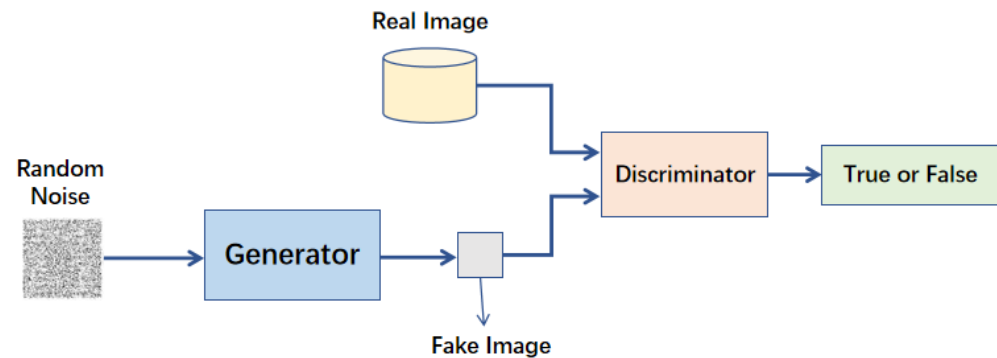 Real Image
Random
Noise
Generator
Discriminator
True or False
Fake Image